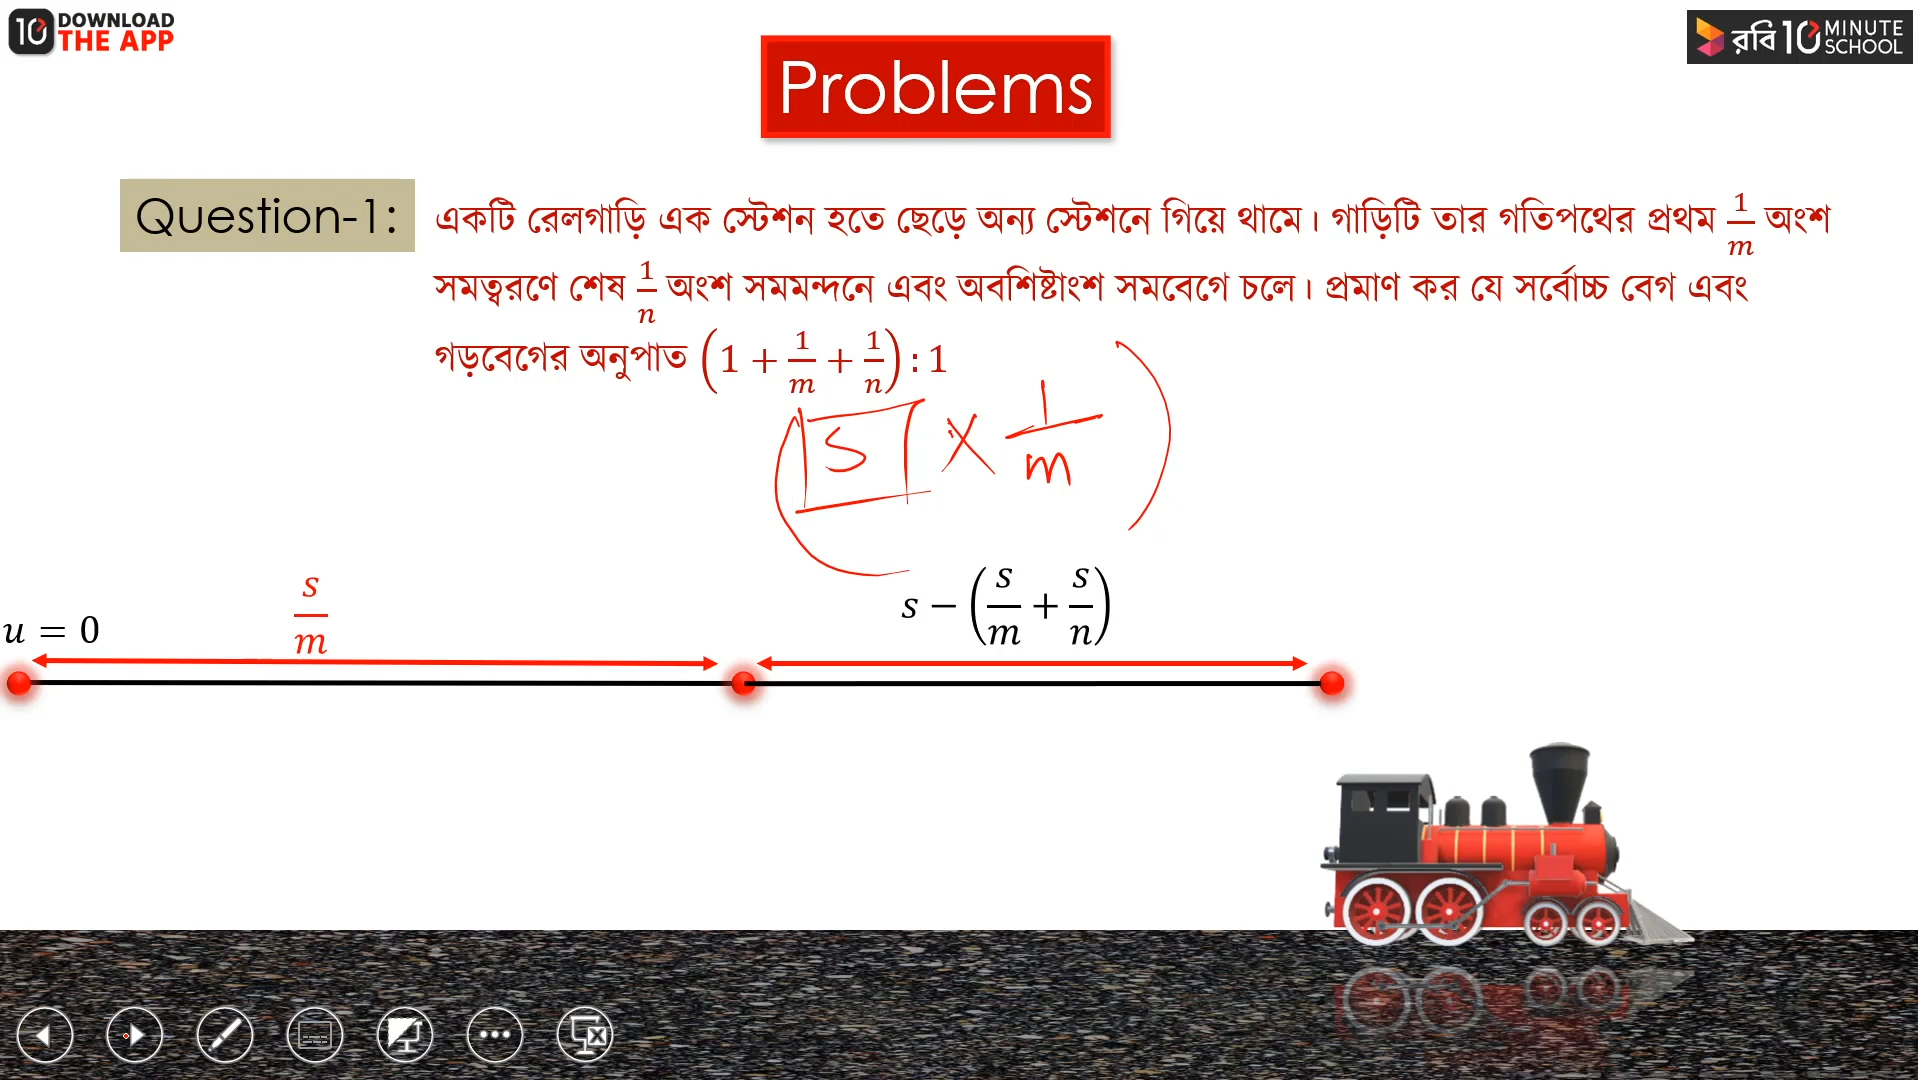 10 DOWNLOAD THE APP
রবি 10 MINUTE SCHOOL
Problems
Question-1: একটি রেলগাড়ি এক স্টেশন হতে ছেড়ে অন্য স্টেশনে গিয়ে থামে। গাড়িটি তার গতিপথের প্রথম 1/m অংশ
সমত্বরণে শেষ 1/n অংশ সমমন্দনে এবং অবশিষ্টাংশ সমবেগে চলে। প্রমাণ কর যে সর্বোচ্চ বেগ এবং
গড়বেগের অনুপাত (1 + 1/m + 1/n) : 1
S × 1/m
u = 0
s/m
s − (s/m + s/n)